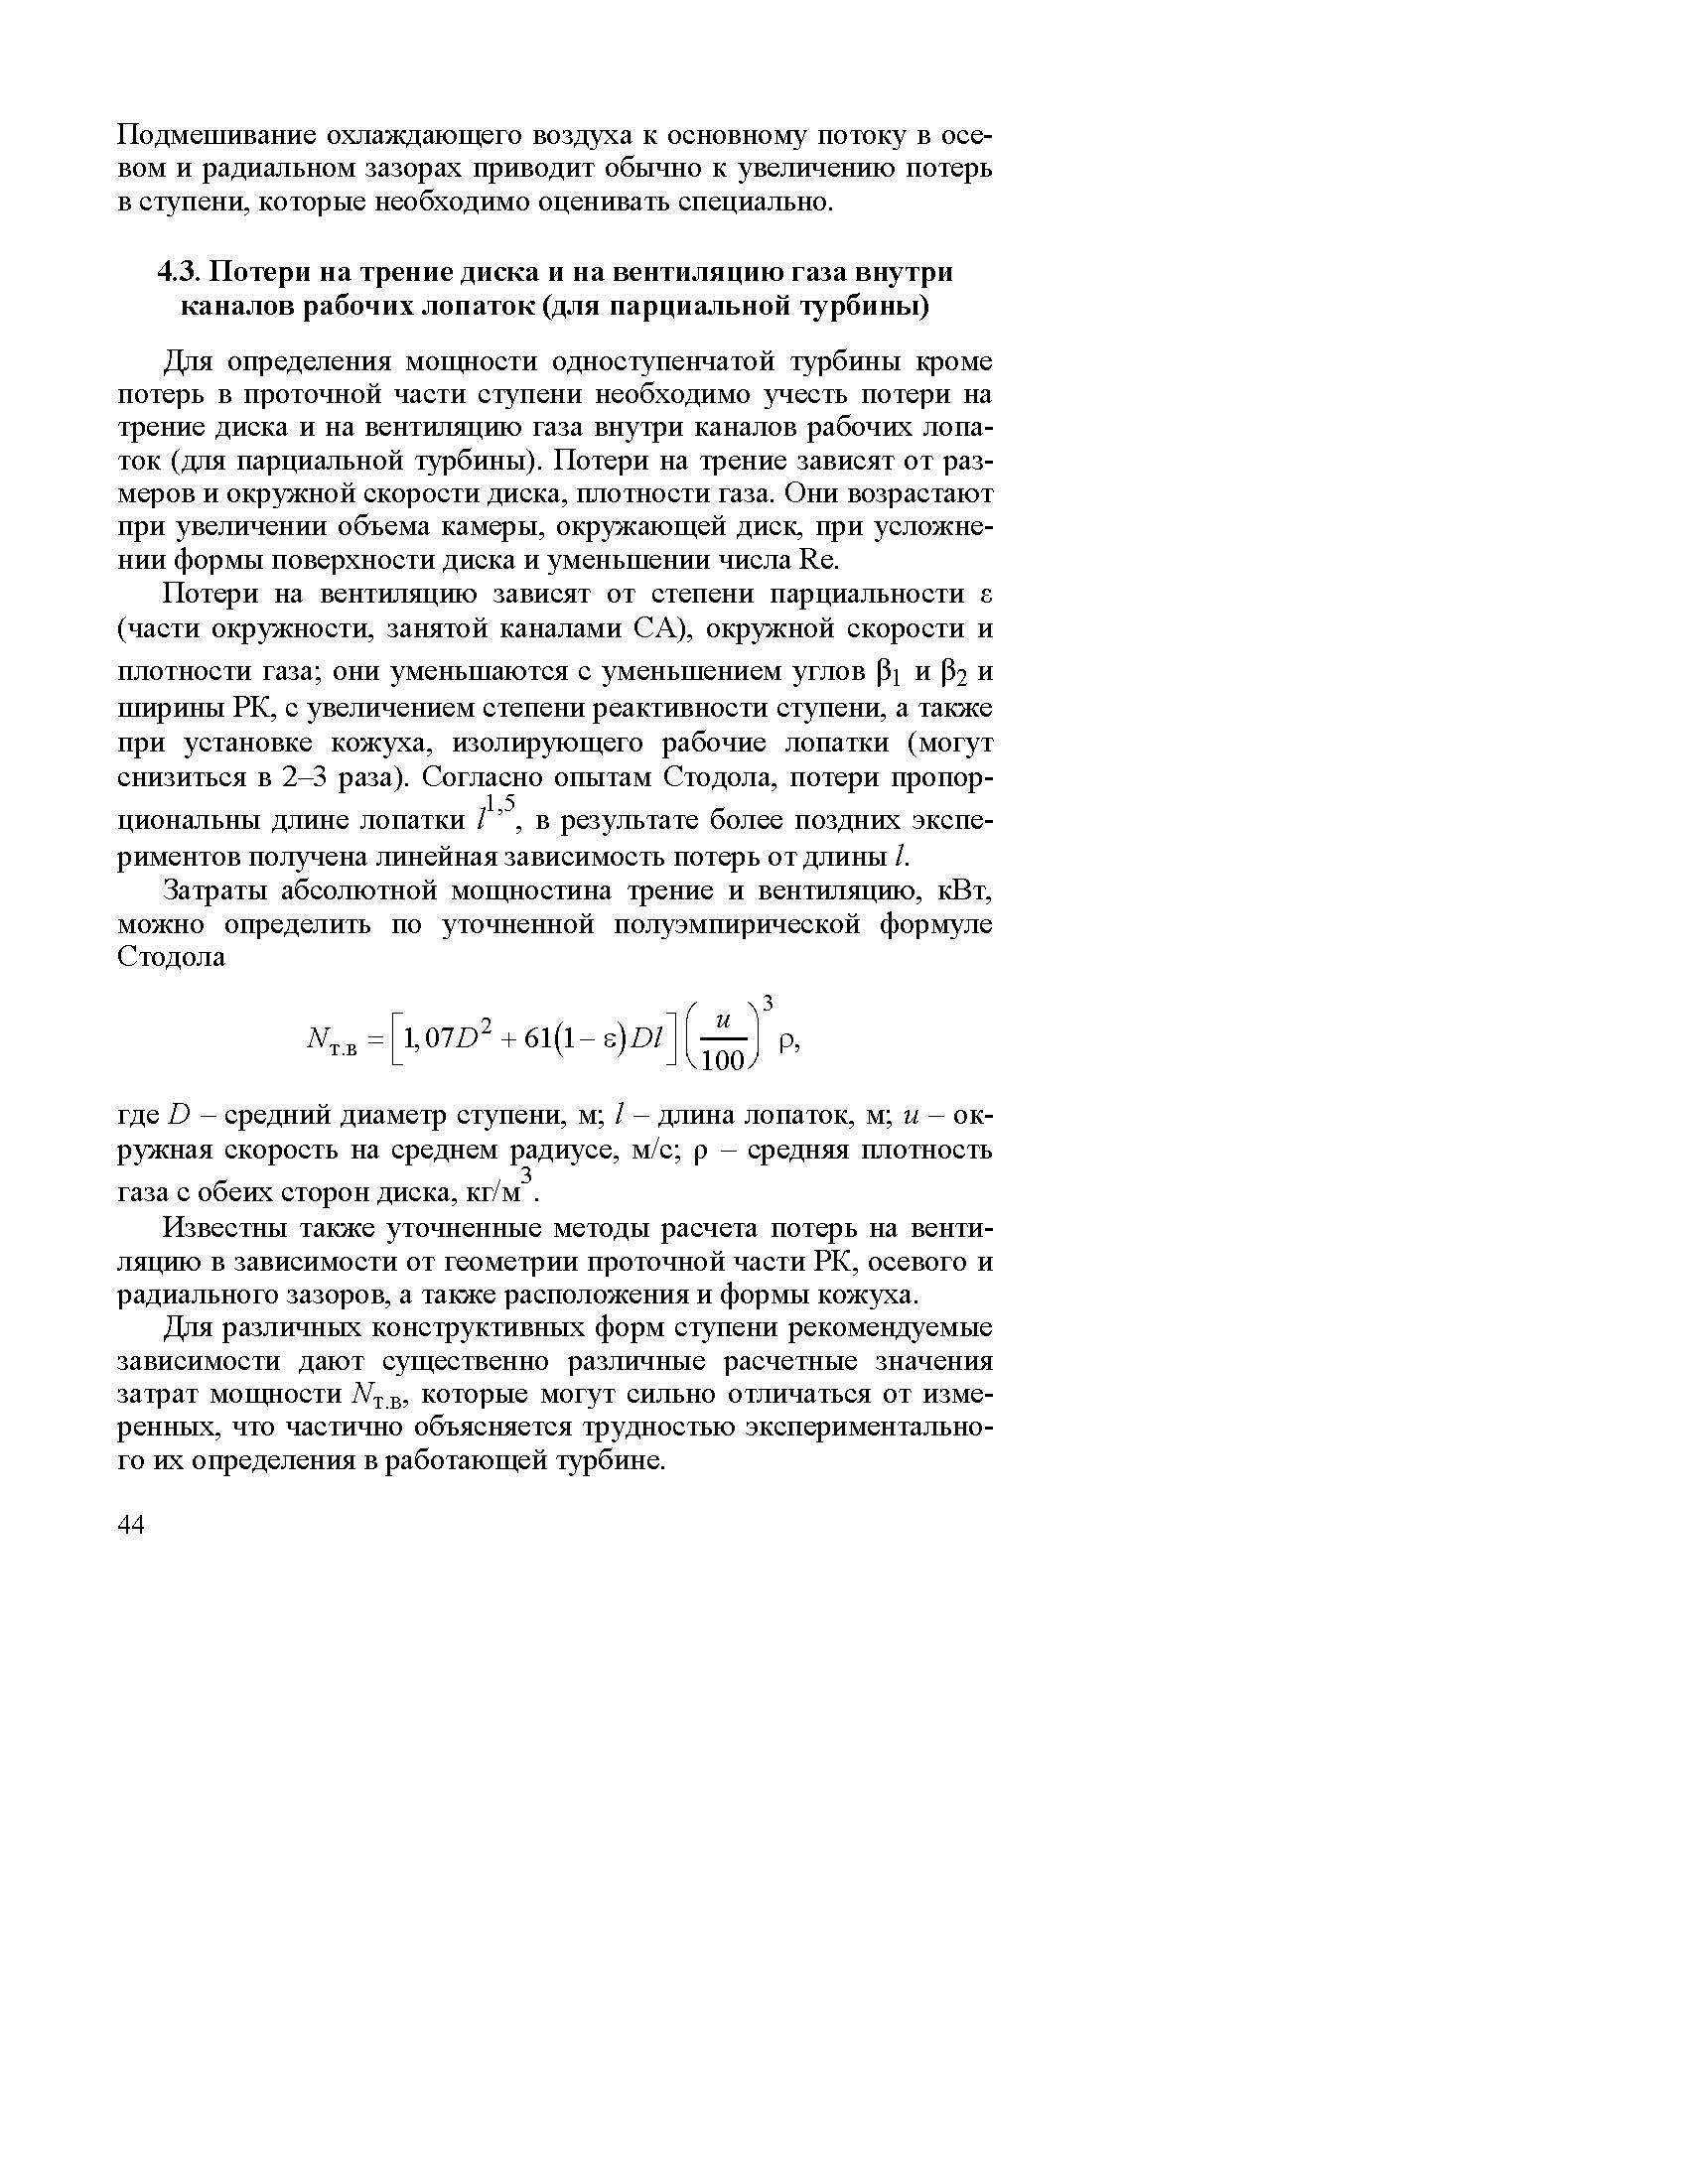 Подмешивание охлаждающего воздуха к основному потоку в осе-
вом и радиальном зазорах приводит обычно к увеличению потерь
в ступени, которые необходимо оценивать специально.
4.3. Потери на трение диска и на вентиляцию газа внутри
каналов рабочих лопаток (для парциальной турбины)
Для определения мощности одноступенчатой турбины кроме
потерь в проточной части ступени необходимо учесть потери на
трение диска и на вентиляцию газа внутри каналов рабочих лопа-
ток (для парциальной турбины). Потери на трение зависят от раз-
меров и окружной скорости диска, плотности газа. Они возрастают
при увеличении объема камеры, окружающей диск, при усложне-
нии формы поверхности диска и уменьшении числа Re.
Потери на вентиляцию зависят от степени парциальности ε
(части окружности, занятой каналами СА), окружной скорости и
плотности газа; они уменьшаются с уменьшением углов β₁ и β₂ и
ширины РК, с увеличением степени реактивности ступени, а также
при установке кожуха, изолирующего рабочие лопатки (могут
снизиться в 2–3 раза). Согласно опытам Стодола, потери пропор-
циональны длине лопатки l^1,5, в результате более поздних экспе-
риментов получена линейная зависимость потерь от длины l.
Затраты абсолютной мощностина трение и вентиляцию, кВт,
можно определить по уточненной полуэмпирической формуле
Стодола
N_т.в = [1,07D² + 61(1 – ε)Dl](u/100)³ ρ,
где D – средний диаметр ступени, м; l – длина лопаток, м; u – ок-
ружная скорость на среднем радиусе, м/с; ρ – средняя плотность
газа с обеих сторон диска, кг/м³.
Известны также уточненные методы расчета потерь на венти-
ляцию в зависимости от геометрии проточной части РК, осевого и
радиального зазоров, а также расположения и формы кожуха.
Для различных конструктивных форм ступени рекомендуемые
зависимости дают существенно различные расчетные значения
затрат мощности N_т.в, которые могут сильно отличаться от изме-
ренных, что частично объясняется трудностью экспериментально-
го их определения в работающей турбине.
44